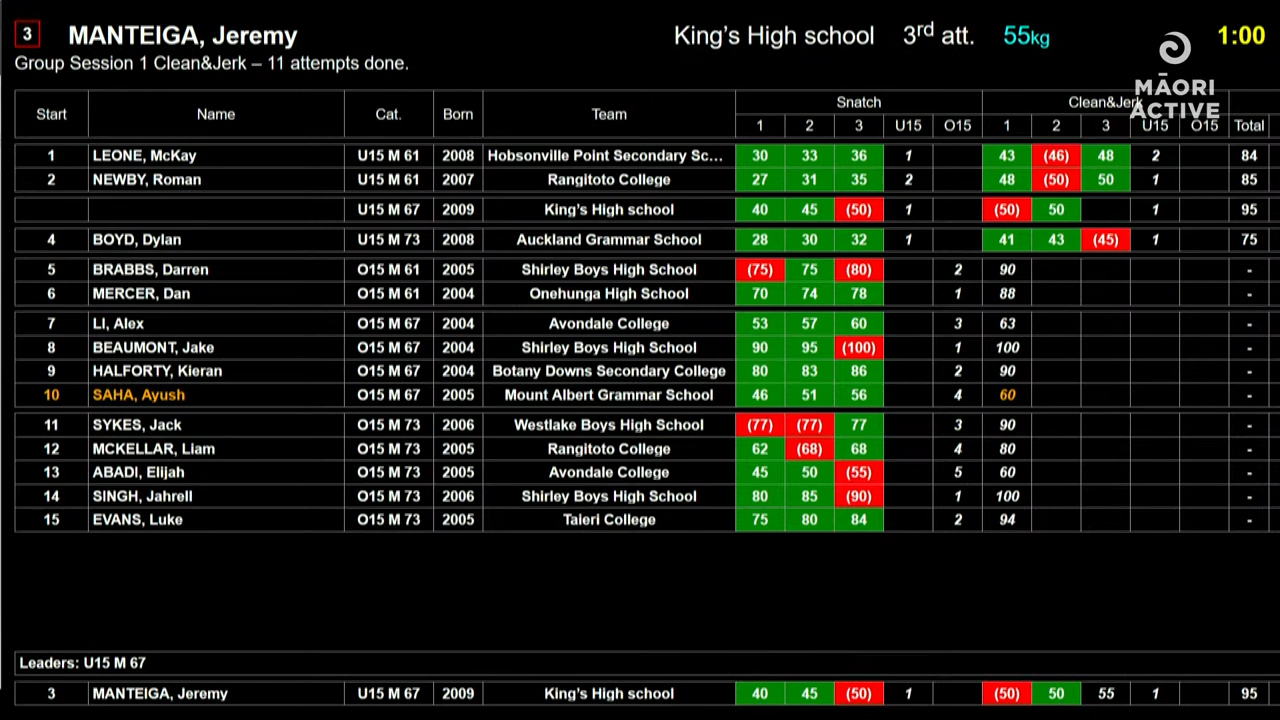 3 MANTEIGA, Jeremy King's High school 3rd att. 55kg 1:00
Group Session 1 Clean&Jerk – 11 attempts done.
MĀORI ACTIVE
Start Name Cat. Born Team Snatch Clean&Jerk
1 2 3 U15 O15 1 2 3 U15 O15 Total
1 LEONE, McKay U15 M 61 2008 Hobsonville Point Secondary Sc... 30 33 36 1 43 (46) 48 2 84
2 NEWBY, Roman U15 M 61 2007 Rangitoto College 27 31 35 2 48 (50) 50 1 85
U15 M 67 2009 King's High school 40 45 (50) 1 (50) 50 1 95
4 BOYD, Dylan U15 M 73 2008 Auckland Grammar School 28 30 32 1 41 43 (45) 1 75
5 BRABBS, Darren O15 M 61 2005 Shirley Boys High School (75) 75 (80) 2 90 -
6 MERCER, Dan O15 M 61 2004 Onehunga High School 70 74 78 1 88 -
7 LI, Alex O15 M 67 2004 Avondale College 53 57 60 3 63 -
8 BEAUMONT, Jake O15 M 67 2004 Shirley Boys High School 90 95 (100) 1 100 -
9 HALFORTY, Kieran O15 M 67 2004 Botany Downs Secondary College 80 83 86 2 90 -
10 SAHA, Ayush O15 M 67 2005 Mount Albert Grammar School 46 51 56 4 60 -
11 SYKES, Jack O15 M 73 2006 Westlake Boys High School (77) (77) 77 3 90 -
12 MCKELLAR, Liam O15 M 73 2005 Rangitoto College 62 (68) 68 4 80 -
13 ABADI, Elijah O15 M 73 2005 Avondale College 45 50 (55) 5 60 -
14 SINGH, Jahrell O15 M 73 2006 Shirley Boys High School 80 85 (90) 1 100 -
15 EVANS, Luke O15 M 73 2005 Taieri College 75 80 84 2 94 -
Leaders: U15 M 67
3 MANTEIGA, Jeremy U15 M 67 2009 King's High school 40 45 (50) 1 (50) 50 55 1 95